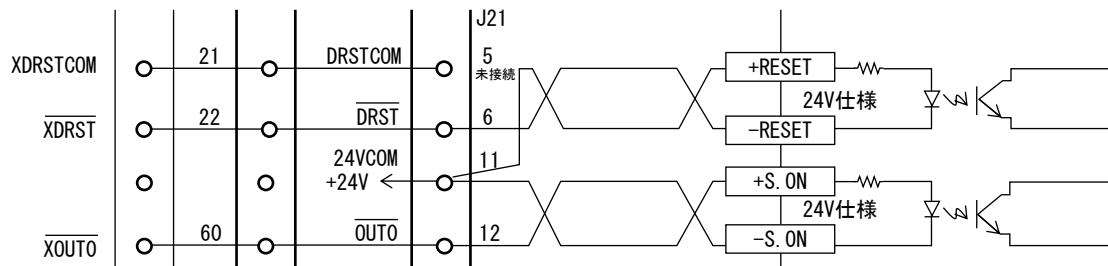 J21
XDRSTCOM 21 DRSTCOM 5 +RESET
未接続
24V仕様
XDRST 22 DRST 6 -RESET
24VCOM 11
+24V +S.ON
24V仕様
XOUT0 60 OUT0 12 -S.ON